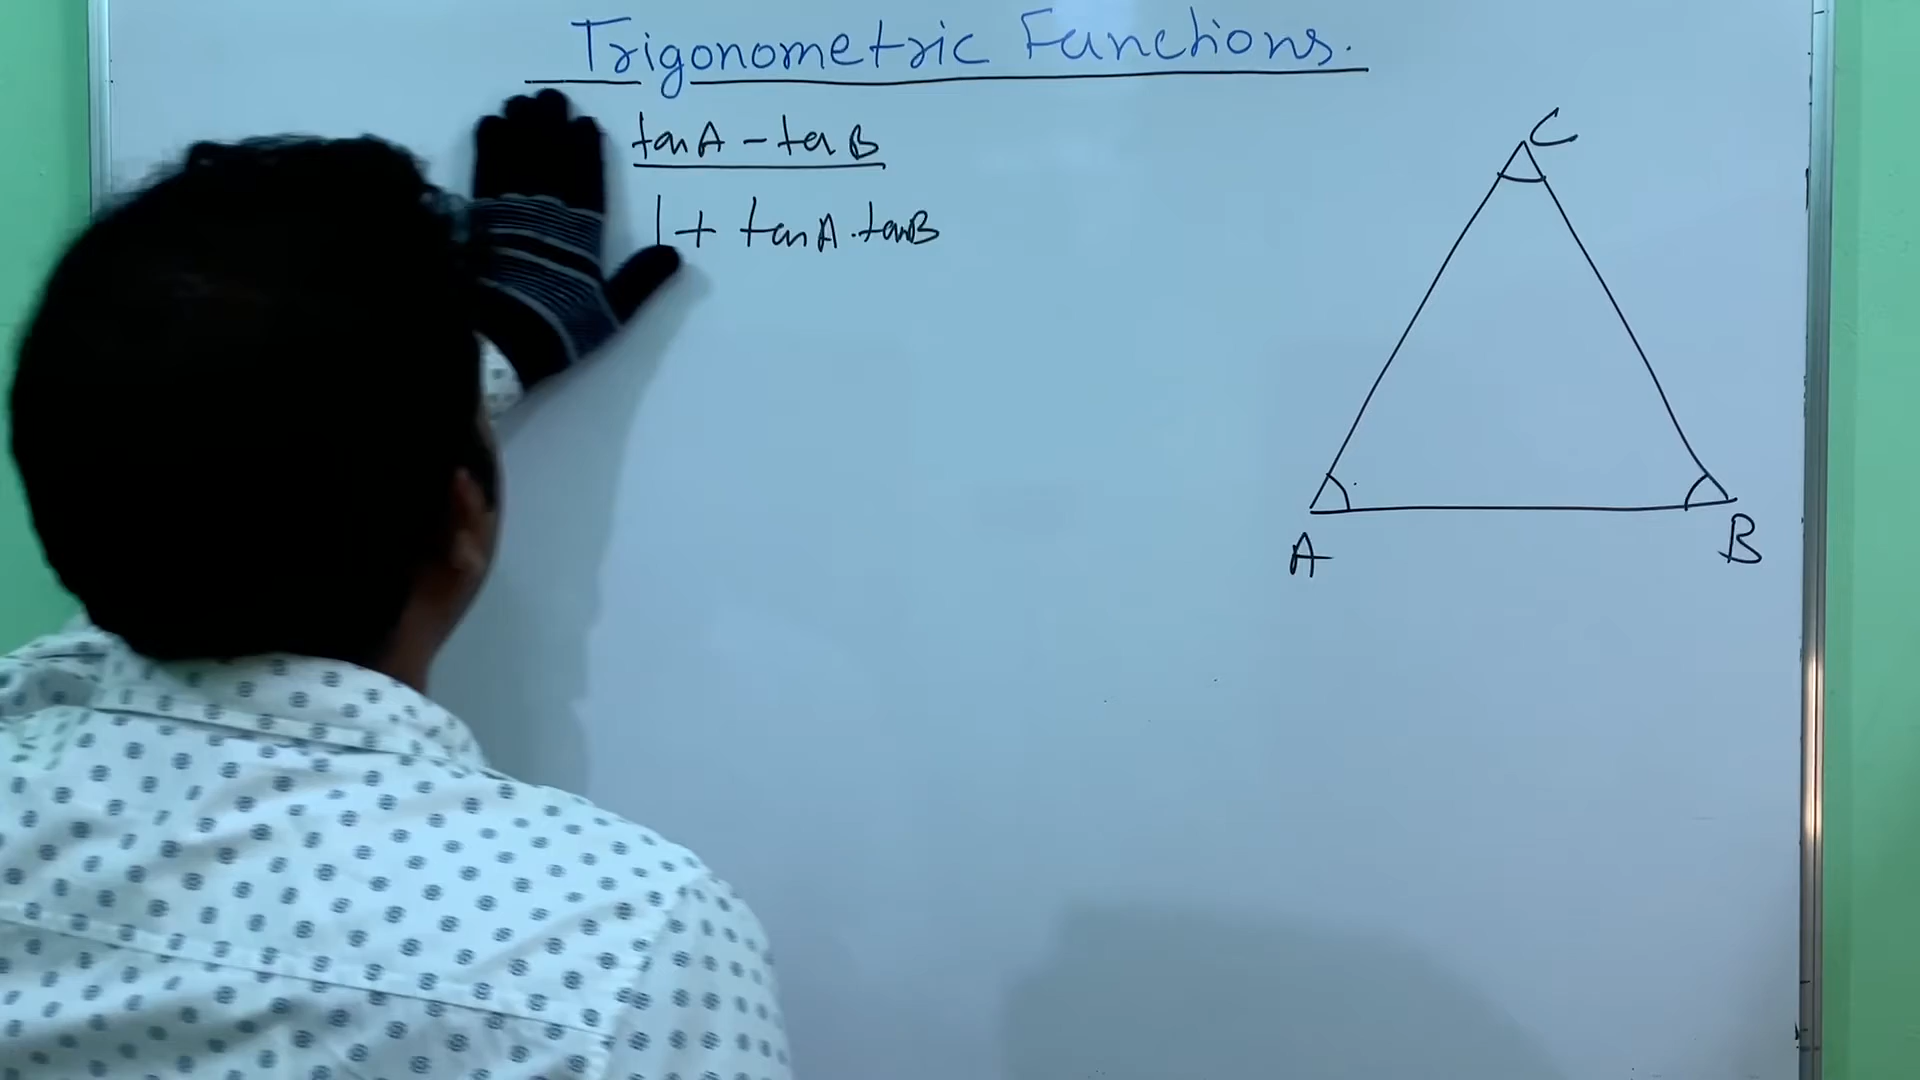 Trigonometric Functions.
tanA - tanB
1 + tanA.tanB
C
A
B